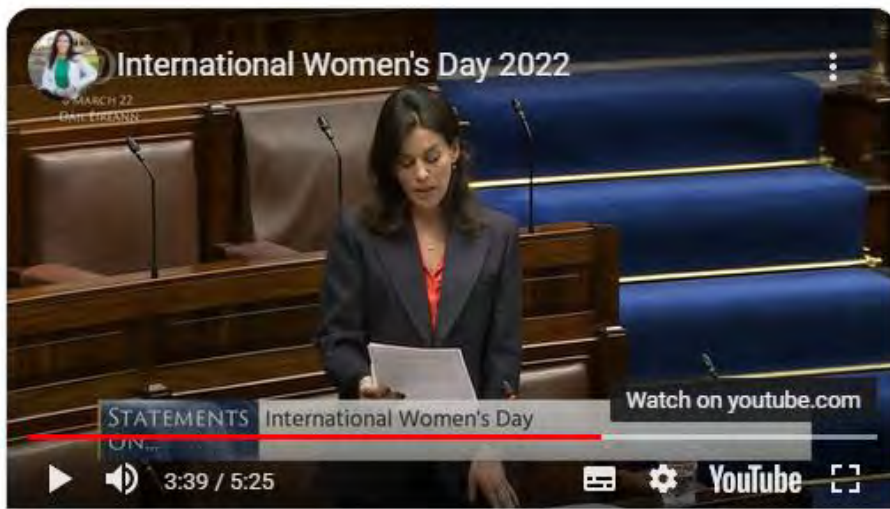 International Women's Day 2022
8 MARCH 22
DÁIL ÉIREANN
STATEMENTS
ON...
International Women's Day
Watch on youtube.com
3:39 / 5:25
YouTube